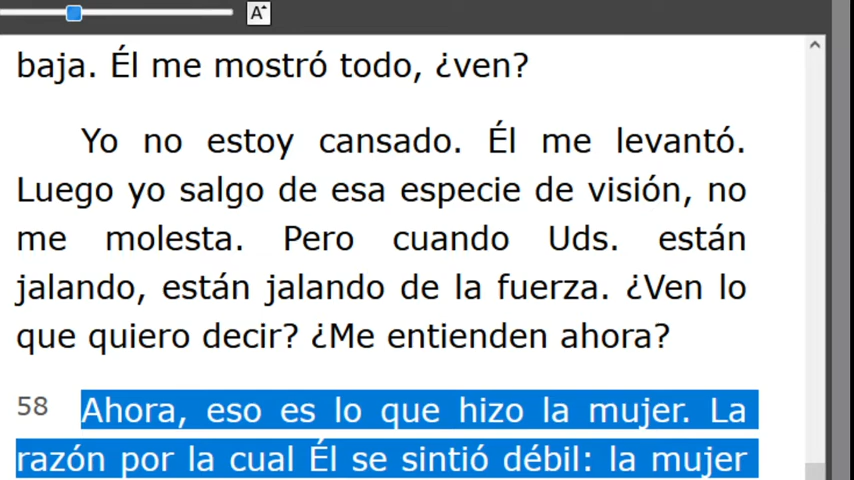 A
baja. Él me mostró todo, ¿ven?
Yo no estoy cansado. Él me levantó.
Luego yo salgo de esa especie de visión, no
me molesta. Pero cuando Uds. están
jalando, están jalando de la fuerza. ¿Ven lo
que quiero decir? ¿Me entienden ahora?
58 Ahora, eso es lo que hizo la mujer. La
razón por la cual Él se sintió débil: la mujer